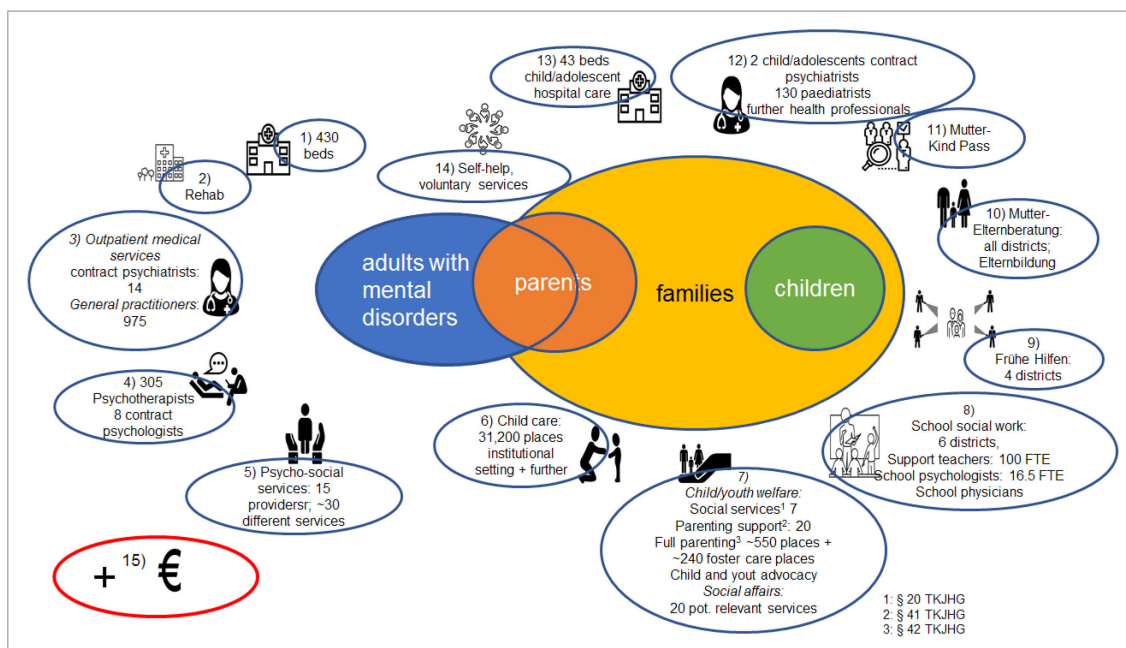 1) 430
beds
2)
Rehab
3) Outpatient medical
services
contract psychiatrists:
14
General practitioners:
975
4) 305
Psychotherapists
8 contract
psychologists
5) Psycho-social
services: 15
providersr; ~30
different services
6) Child care:
31,200 places
institutional
setting + further
7)
Child/youth welfare:
Social services¹ 7
Parenting support²: 20
Full parenting³ ~550 places +
~240 foster care places
Child and yout advocacy
Social affairs:
20 pot. relevant services
8)
School social work:
6 districts,
Support teachers: 100 FTE
School psychologists: 16.5 FTE
School physicians
9)
Frühe Hilfen:
4 districts
10) Mutter-
Elternberatung:
all districts;
Elternbildung
11) Mutter-
Kind Pass
12) 2 child/adolescents contract
psychiatrists
130 paediatrists
further health professionals
13) 43 beds
child/adolescent
hospital care
14) Self-help,
voluntary services
+ 15) €
adults with
mental
disorders
parents
families
children
1: § 20 TKJHG
2: § 41 TKJHG
3: § 42 TKJHG